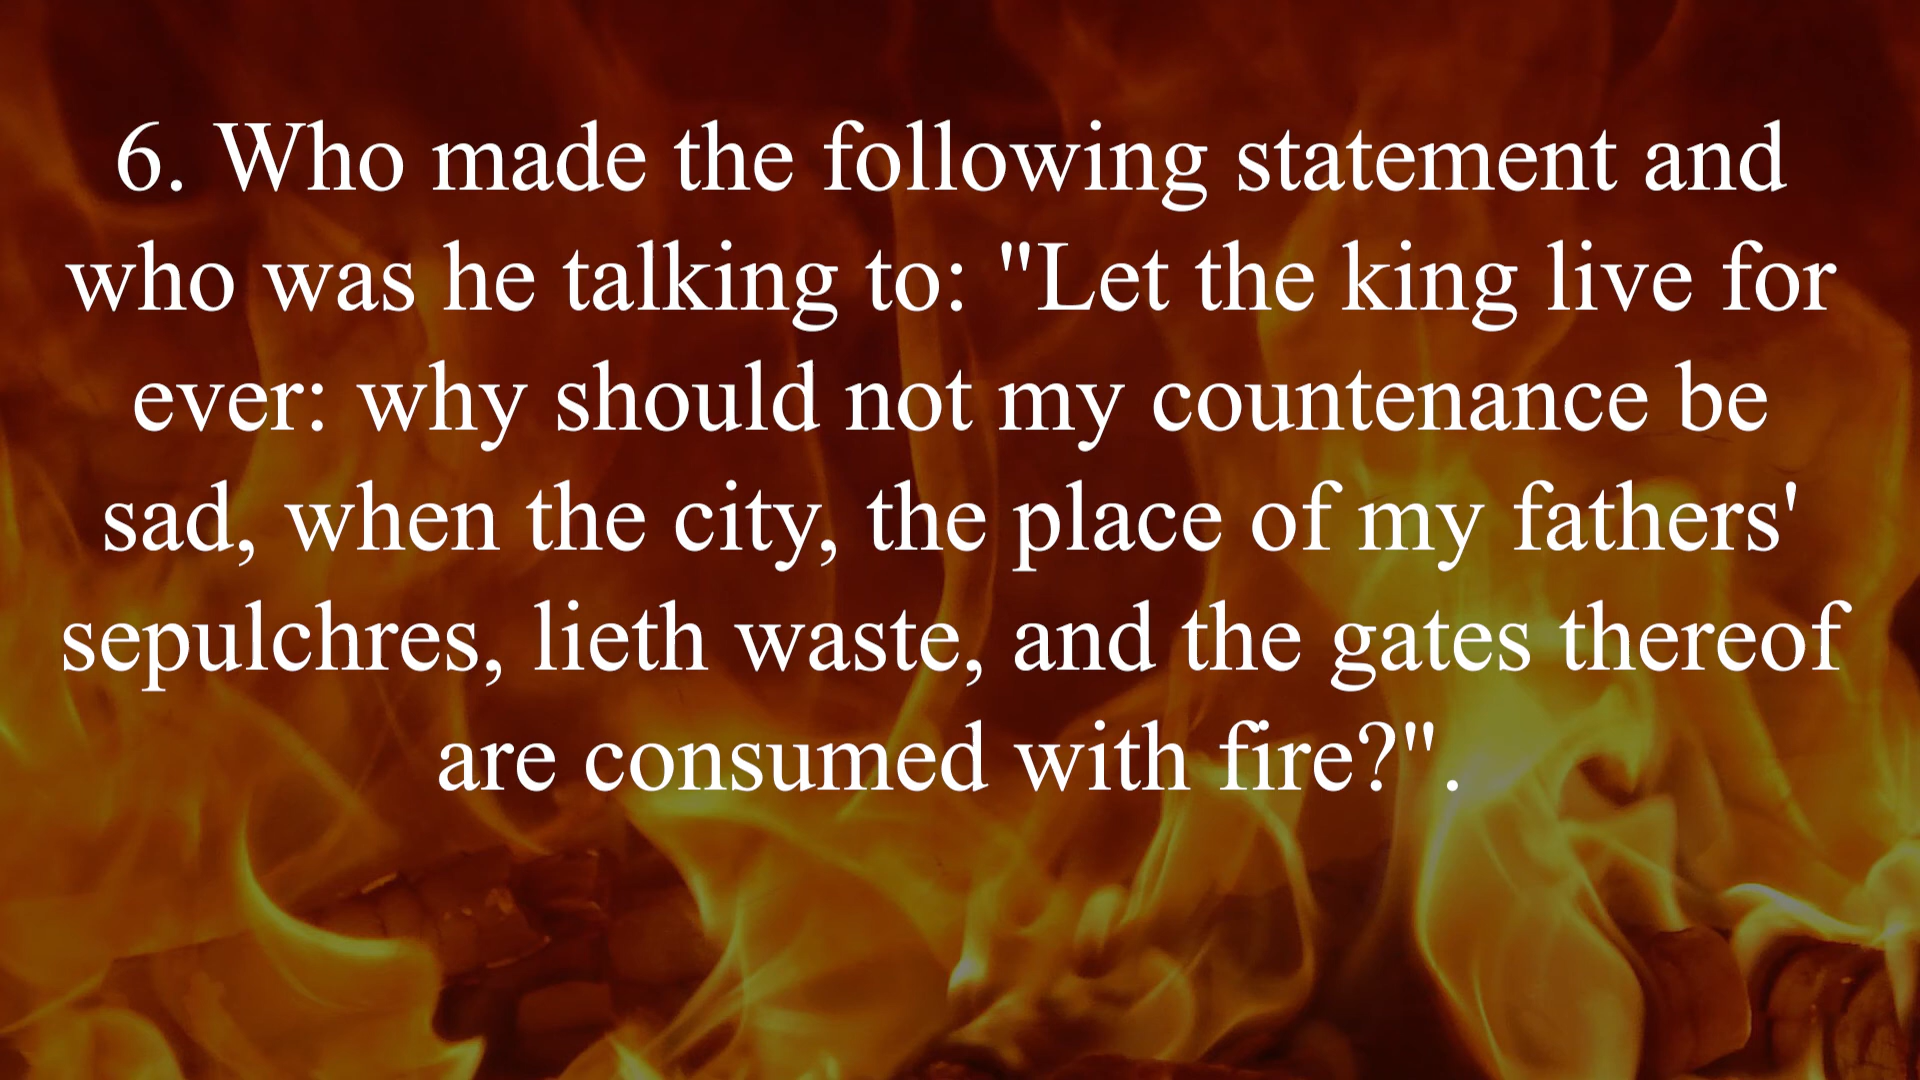 6. Who made the following statement and
who was he talking to: "Let the king live for
ever: why should not my countenance be
sad, when the city, the place of my fathers'
sepulchres, lieth waste, and the gates thereof
are consumed with fire?".